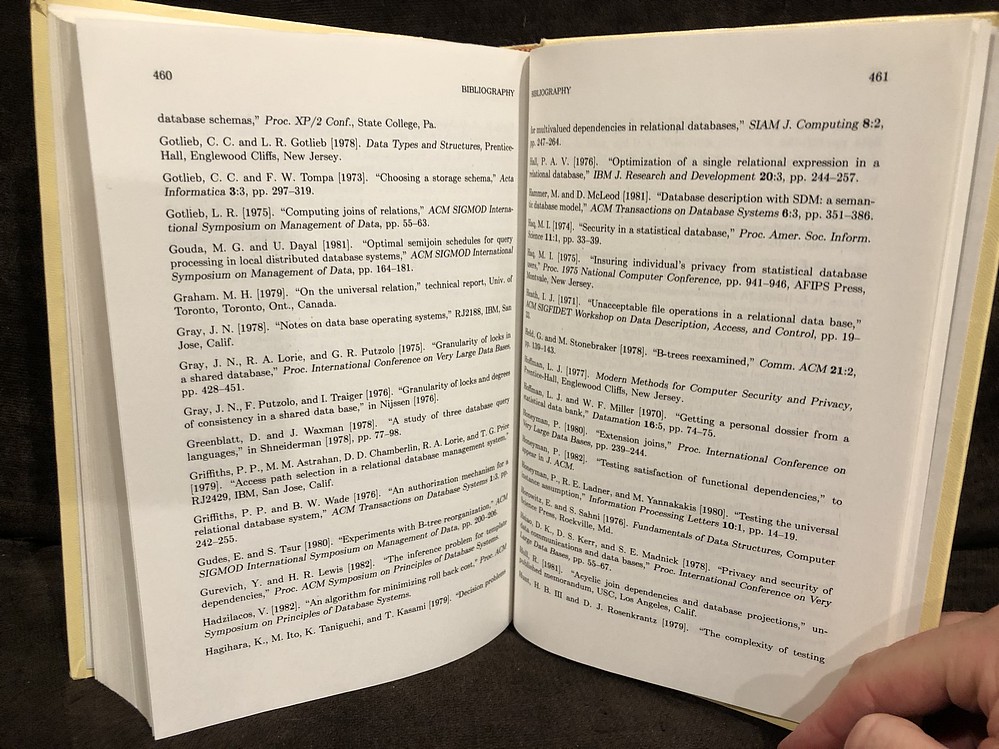 460
BIBLIOGRAPHY
database schemas,” Proc. XP/2 Conf., State College, Pa.
Gotlieb, C. C. and L. R. Gotlieb [1978]. Data Types and Structures, Prentice-
Hall, Englewood Cliffs, New Jersey.
Gotlieb, C. C. and F. W. Tompa [1973]. “Choosing a storage schema,” Acta
Informatica 3:3, pp. 297–319.
Gotlieb, L. R. [1975]. “Computing joins of relations,” ACM SIGMOD Interna-
tional Symposium on Management of Data, pp. 55–63.
Gouda, M. G. and U. Dayal [1981]. “Optimal semijoin schedules for query
processing in local distributed database systems,” ACM SIGMOD International
Symposium on Management of Data, pp. 164–181.
Graham. M. H. [1979]. “On the universal relation,” technical report, Univ. of
Toronto, Toronto, Ont., Canada.
Gray, J. N. [1978]. “Notes on data base operating systems,” RJ2188, IBM, San
Jose, Calif.
Gray, J. N., R. A. Lorie, and G. R. Putzolo [1975]. “Granularity of locks in
a shared database,” Proc. International Conference on Very Large Data Bases,
pp. 428–451.
Gray, J. N., F. Putzolo, and I. Traiger [1976]. “Granularity of locks and degrees
of consistency in a shared data base,” in Nijssen [1976].
Greenblatt, D. and J. Waxman [1978]. “A study of three database query
languages,” in Shneiderman [1978], pp. 77–98.
Griffiths, P. P., M. M. Astrahan, D. D. Chamberlin, R. A. Lorie, and T. G. Price
[1979]. “Access path selection in a relational database management system,”
RJ2429, IBM, San Jose, Calif.
Griffiths, P. P. and B. W. Wade [1976]. “An authorization mechanism for a
relational database system,” ACM Transactions on Database Systems 1:3, pp.
242–255.
Gudes, E. and S. Tsur [1980]. “Experiments with B-tree reorganization,” ACM
SIGMOD International Symposium on Management of Data, pp. 200–206.
Gurevich, Y. and H. R. Lewis [1982]. “The inference problem for template
dependencies,” Proc. ACM Symposium on Principles of Database Systems.
Hadzilacos, V. [1982]. “An algorithm for minimizing roll back cost,” Proc. ACM
Symposium on Principles of Database Systems.
Hagihara, K., M. Ito, K. Taniguchi, and T. Kasami [1979]. “Decision problems
BIBLIOGRAPHY
461
for multivalued dependencies in relational databases,” SIAM J. Computing 8:2,
pp. 247–264.
Hall, P. A. V. [1976]. “Optimization of a single relational expression in a
relational database,” IBM J. Research and Development 20:3, pp. 244–257.
Hammer, M. and D. McLeod [1981]. “Database description with SDM: a seman-
tic database model,” ACM Transactions on Database Systems 6:3, pp. 351–386.
Haq, M. I. [1974]. “Security in a statistical database,” Proc. Amer. Soc. Inform.
Science 11:1, pp. 33–39.
Haq, M. I. [1975]. “Insuring individual’s privacy from statistical database
users,” Proc. 1975 National Computer Conference, pp. 941–946, AFIPS Press,
Montvale, New Jersey.
Heath, I. J. [1971]. “Unacceptable file operations in a relational data base,”
ACM SIGFIDET Workshop on Data Description, Access, and Control, pp. 19–
Held, G. and M. Stonebraker [1978]. “B-trees reexamined,” Comm. ACM 21:2,
pp. 139–143.
Hoffman, L. J. [1977]. Modern Methods for Computer Security and Privacy,
Prentice-Hall, Englewood Cliffs, New Jersey.
Hoffman, L. J. and W. F. Miller [1970]. “Getting a personal dossier from a
statistical data bank,” Datamation 16:5, pp. 74–75.
Honeyman, P. [1980]. “Extension joins,” Proc. International Conference on
Very Large Data Bases, pp. 239–244.
Honeyman, P. [1982]. “Testing satisfaction of functional dependencies,” to
appear in J. ACM.
Honeyman, P., R. E. Ladner, and M. Yannakakis [1980]. “Testing the universal
instance assumption,” Information Processing Letters 10:1, pp. 14–19.
Horowitz, E. and S. Sahni [1976]. Fundamentals of Data Structures, Computer
Science Press, Rockville, Md.
Hsiao, D. K., D. S. Kerr, and S. E. Madnick [1978]. “Privacy and security of
data communications and data bases,” Proc. International Conference on Very
Large Data Bases, pp. 55–67.
Hull, R. [1981]. “Acyclic join dependencies and database projections,” un-
published memorandum, USC, Los Angeles, Calif.
Hunt, H. B. III and D. J. Rosenkrantz [1979]. “The complexity of testing